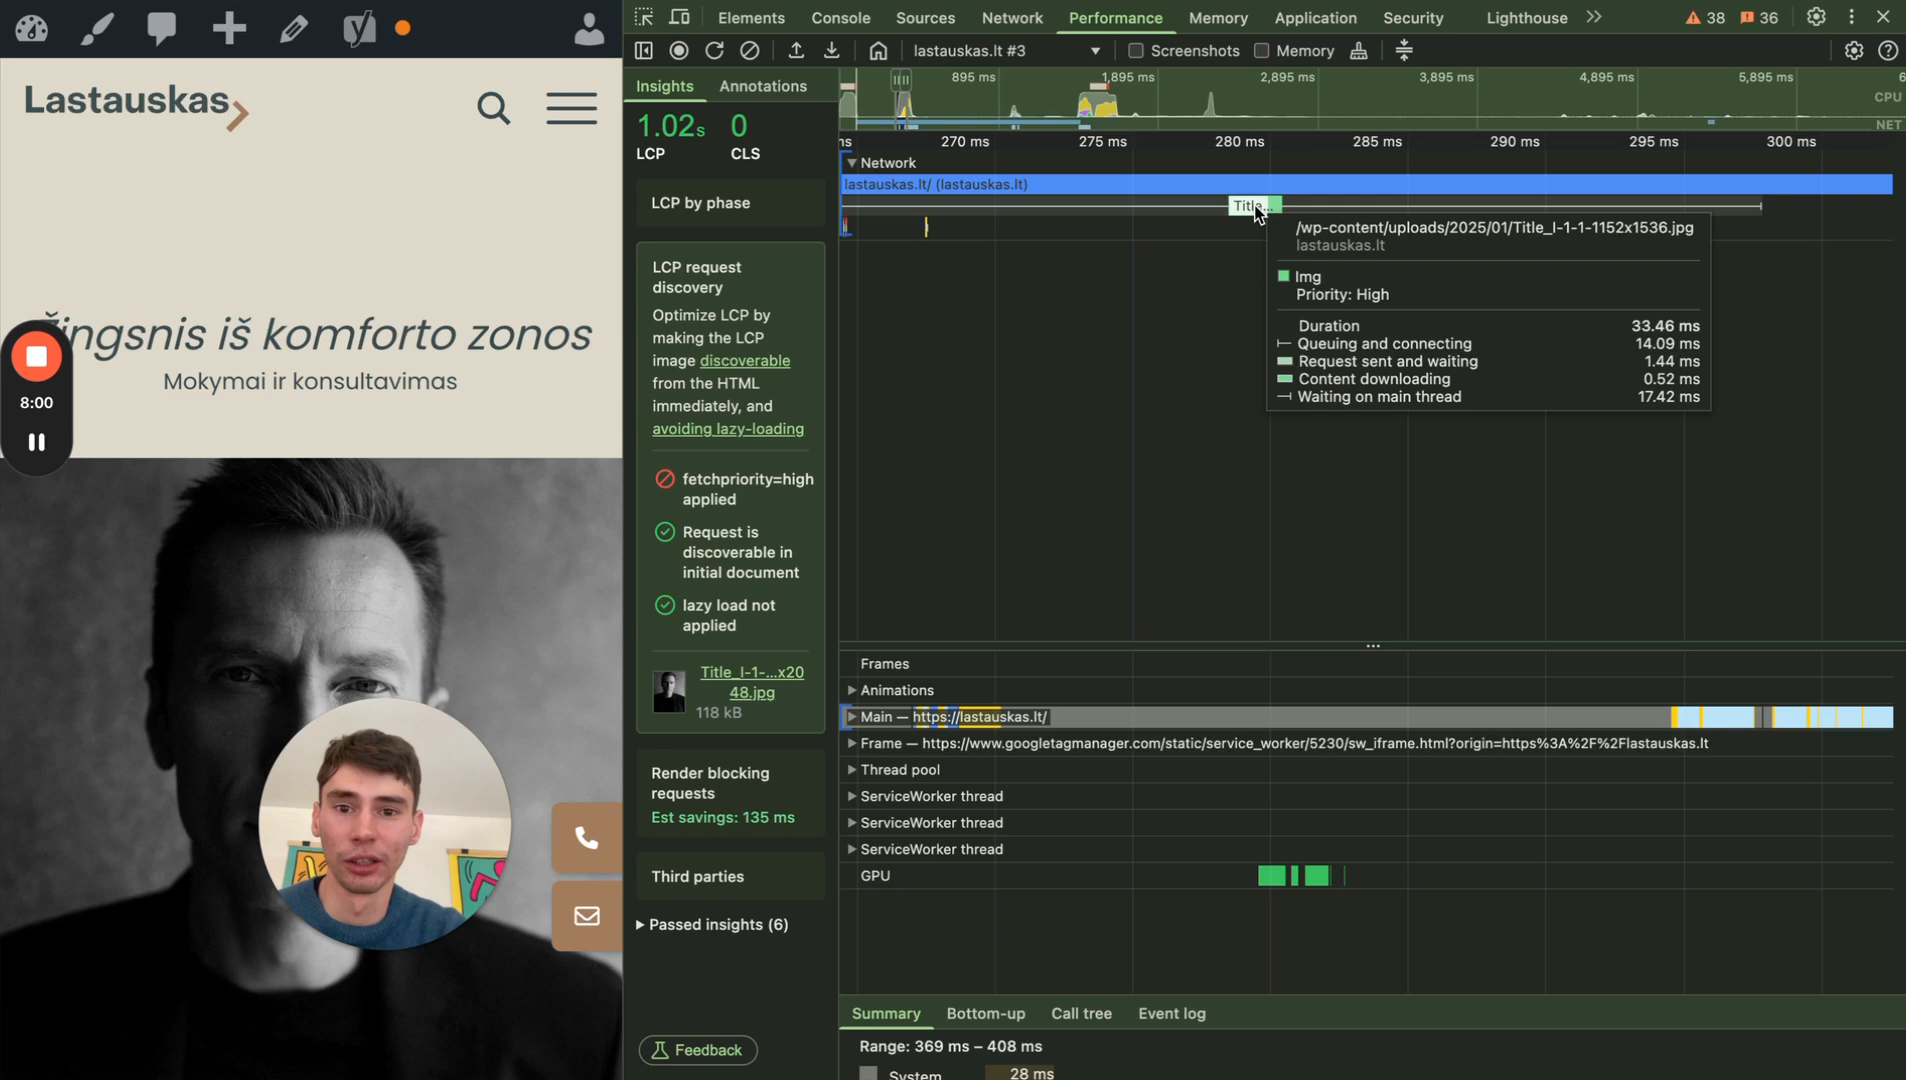 Lastauskas
Žingsnis iš komforto zonos
Mokymai ir konsultavimas
8:00
Elements
Console
Sources
Network
Performance
Memory
Application
Security
Lighthouse
38
36
lastauskas.lt #3
Screenshots
Memory
Insights
Annotations
1.02s
0
LCP
CLS
LCP by phase
LCP request
discovery
Optimize LCP by
making the LCP
image discoverable
from the HTML
immediately, and
avoiding lazy-loading
fetchpriority=high
applied
Request is
discoverable in
initial document
lazy load not
applied
Title_I-1-...x20
48.jpg
118 kB
Render blocking
requests
Est savings: 135 ms
Third parties
Passed insights (6)
Feedback
895 ms
1,895 ms
2,895 ms
3,895 ms
4,895 ms
5,895 ms
6
CPU
NET
ns
270 ms
275 ms
280 ms
285 ms
290 ms
295 ms
300 ms
Network
lastauskas.lt/ (lastauskas.lt)
Title...
/wp-content/uploads/2025/01/Title_I-1-1-1152x1536.jpg
lastauskas.lt
Img
Priority: High
Duration 33.46 ms
Queuing and connecting 14.09 ms
Request sent and waiting 1.44 ms
Content downloading 0.52 ms
Waiting on main thread 17.42 ms
Frames
Animations
Main — https://lastauskas.lt/
Frame — https://www.googletagmanager.com/static/service_worker/5230/sw_iframe.html?origin=https%3A%2F%2Flastauskas.lt
Thread pool
ServiceWorker thread
ServiceWorker thread
ServiceWorker thread
GPU
Summary
Bottom-up
Call tree
Event log
Range: 369 ms – 408 ms
System 28 ms